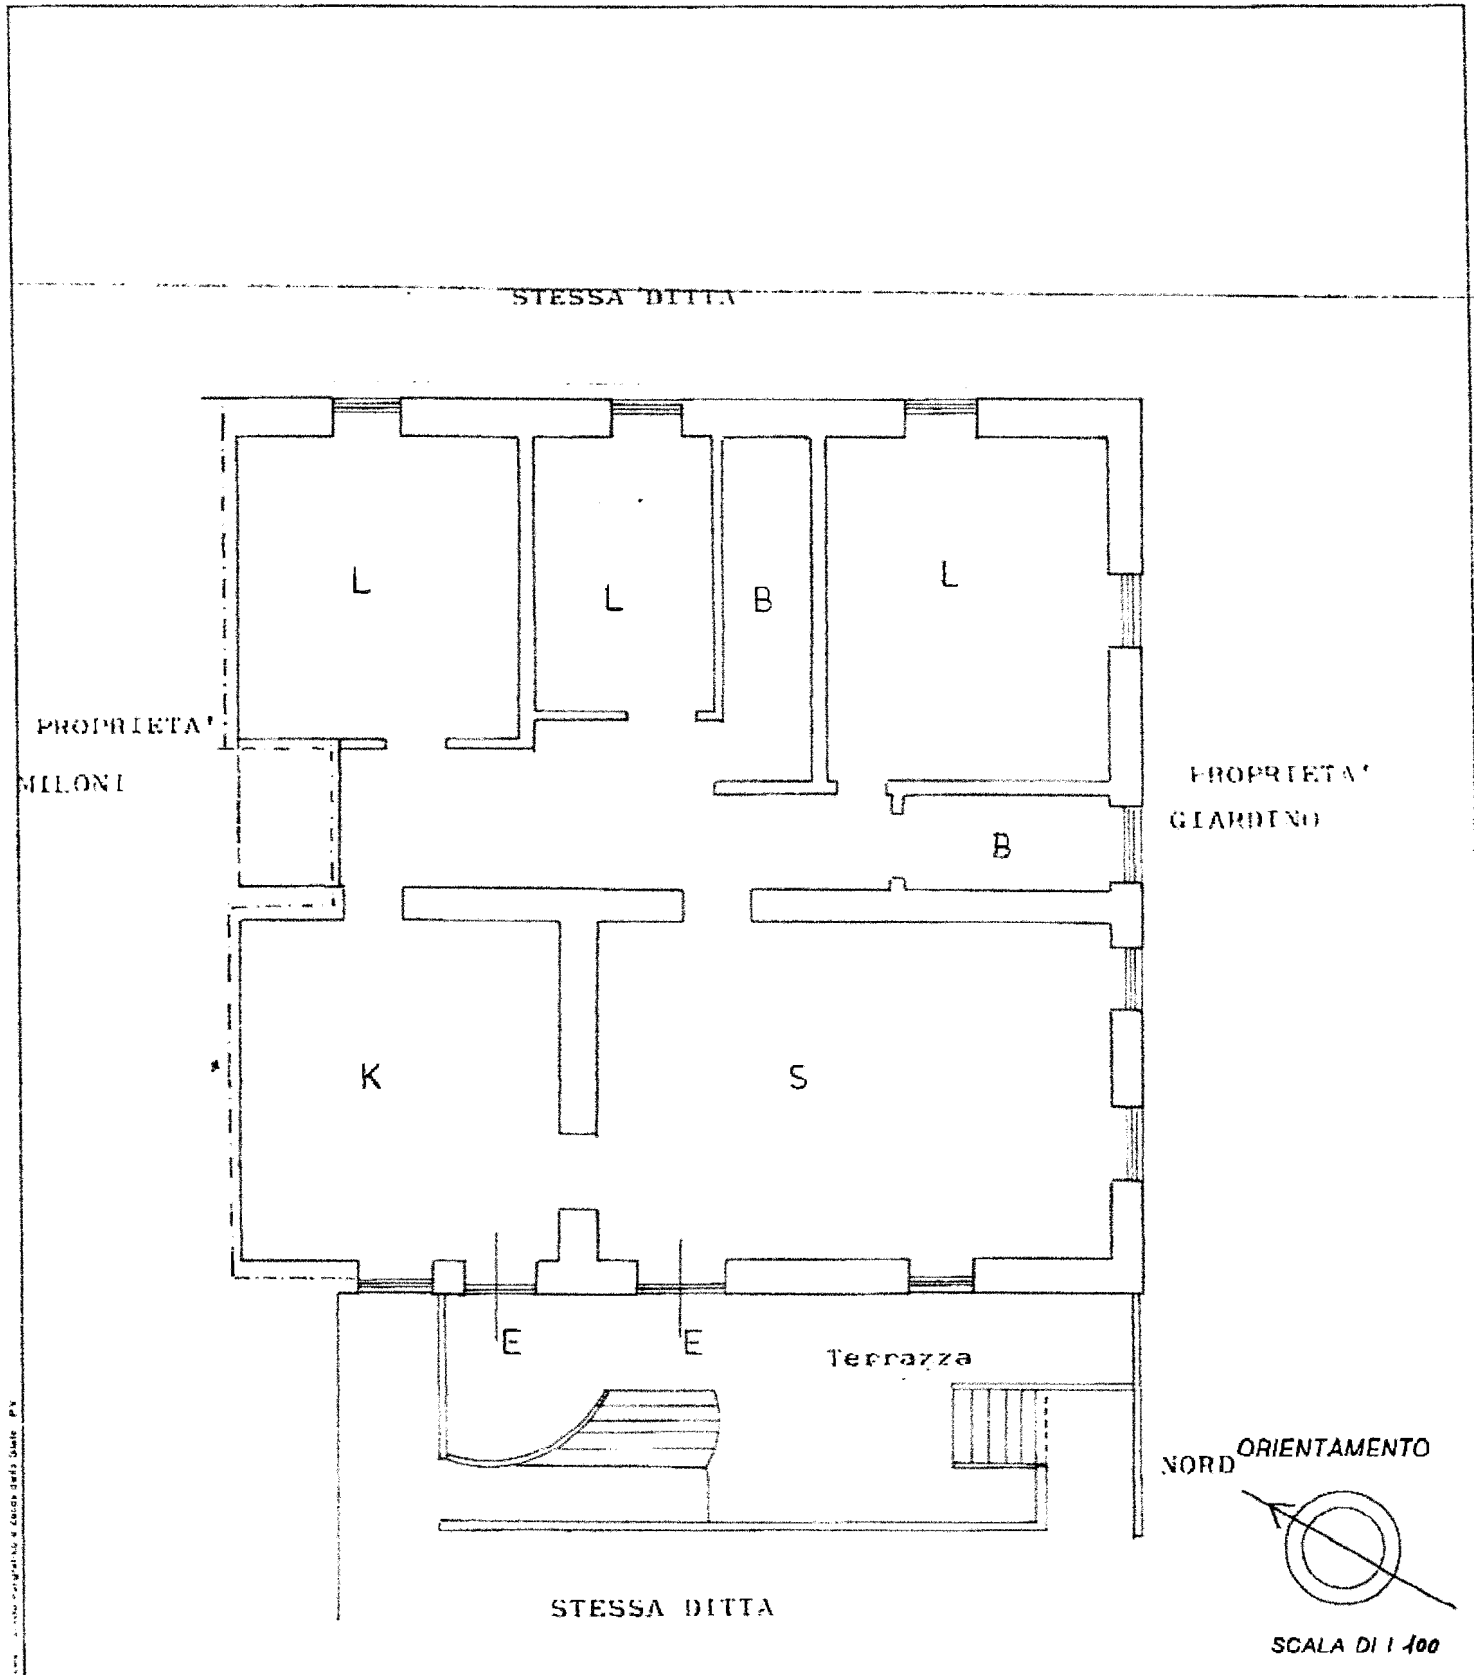 STESSA DITTA
L
L
B
L
PROPRIETA'
MILONI
PROPRIETA'
GIARDINO
B
K
S
E
E
Terrazza
NORD
ORIENTAMENTO
STESSA DITTA
SCALA DI 1 100